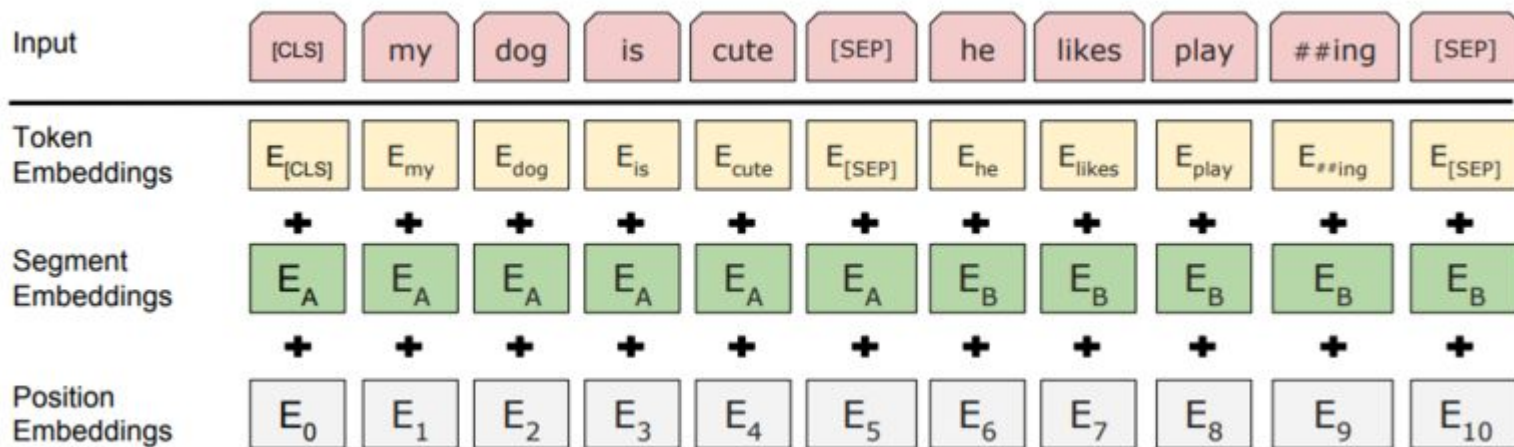 Input [CLS] my dog is cute [SEP] he likes play ##ing [SEP]
Token Embeddings E[CLS] Emy Edog Eis Ecute E[SEP] Ehe Elikes Eplay E##ing E[SEP]
+ + + + + + + + + + +
Segment Embeddings EA EA EA EA EA EA EB EB EB EB EB
+ + + + + + + + + + +
Position Embeddings E0 E1 E2 E3 E4 E5 E6 E7 E8 E9 E10